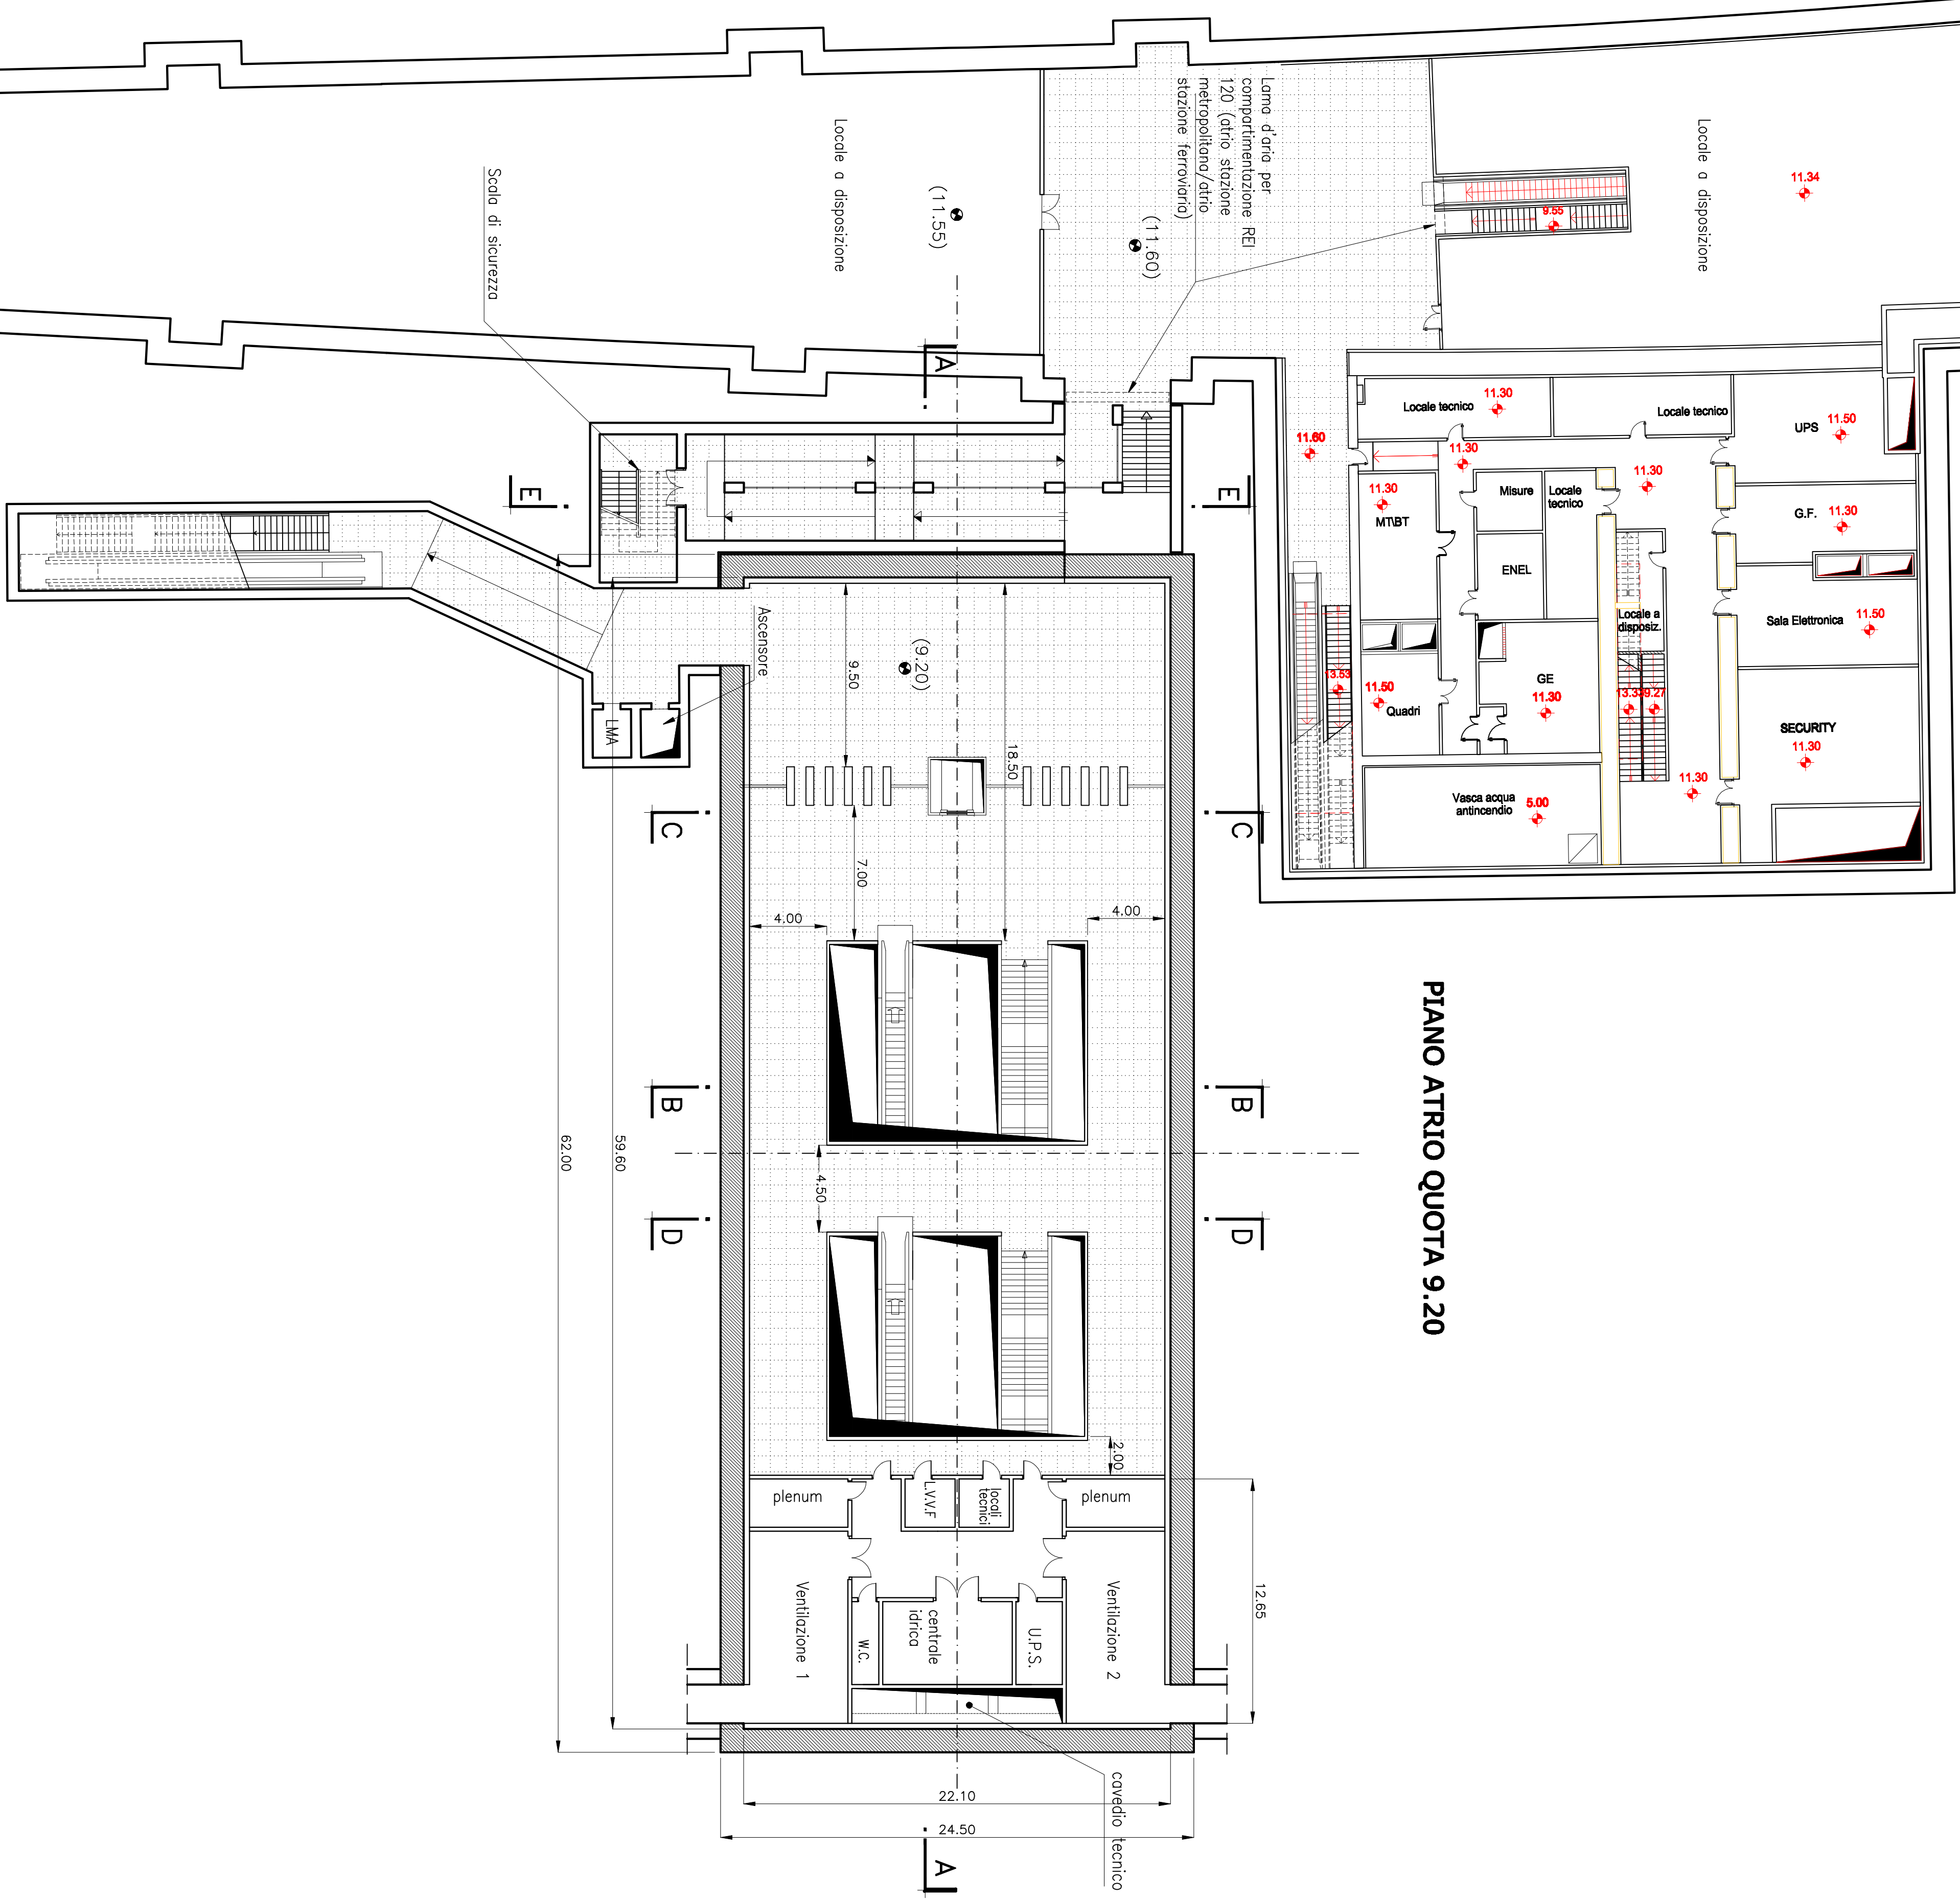 Lama d'aria per
compartimentazione REI
120 (atrio stazione
metropolitana/atrio
stazione ferroviaria)
Locale a disposizione
(11.55)
(11.60)
Scala di sicurezza
Locale a disposizione
11.34
9.55
A
E
E
Locale tecnico
11.30
Locale tecnico
UPS
11.50
11.60
11.30
11.30
11.30
MT\BT
Misure
Locale
tecnico
G.F.
11.30
ENEL
Locale a
disposiz.
Sala Elettronica
11.50
13.53
11.50
Quadri
GE
11.30
13.33
9.27
SECURITY
11.30
11.30
Vasca acqua
antincendio
5.00
Ascensore
LMA
(9.20)
9.50
18.50
7.00
C
C
4.00
4.00
B
B
PIANO ATRIO QUOTA 9.20
59.60
62.00
4.50
D
D
2.00
plenum
L.V.V.F
locali
tecnici
plenum
12.65
Ventilazione 1
W.C.
centrale
idrica
U.P.S.
Ventilazione 2
cavedio tecnico
22.10
24.50
A